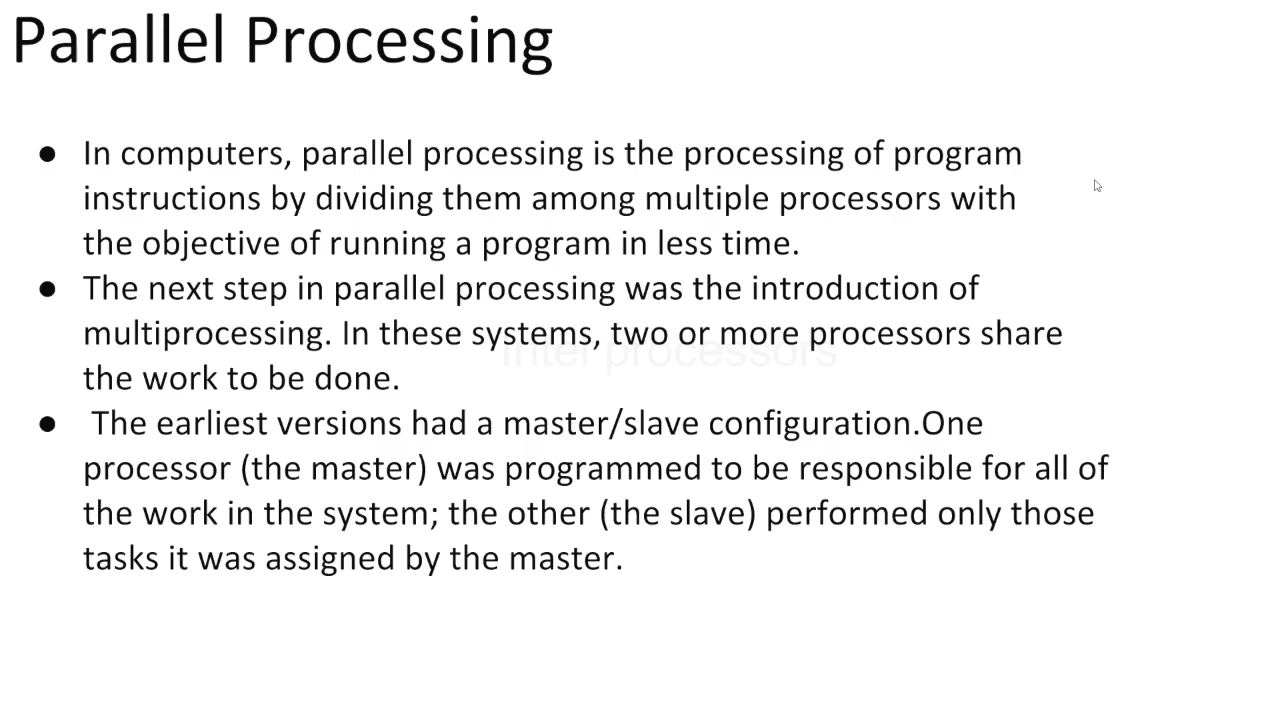 Parallel Processing
● In computers, parallel processing is the processing of program
instructions by dividing them among multiple processors with
the objective of running a program in less time.
● The next step in parallel processing was the introduction of
multiprocessing. In these systems, two or more processors share
Intel processors
the work to be done.
● The earliest versions had a master/slave configuration.One
processor (the master) was programmed to be responsible for all of
the work in the system; the other (the slave) performed only those
tasks it was assigned by the master.